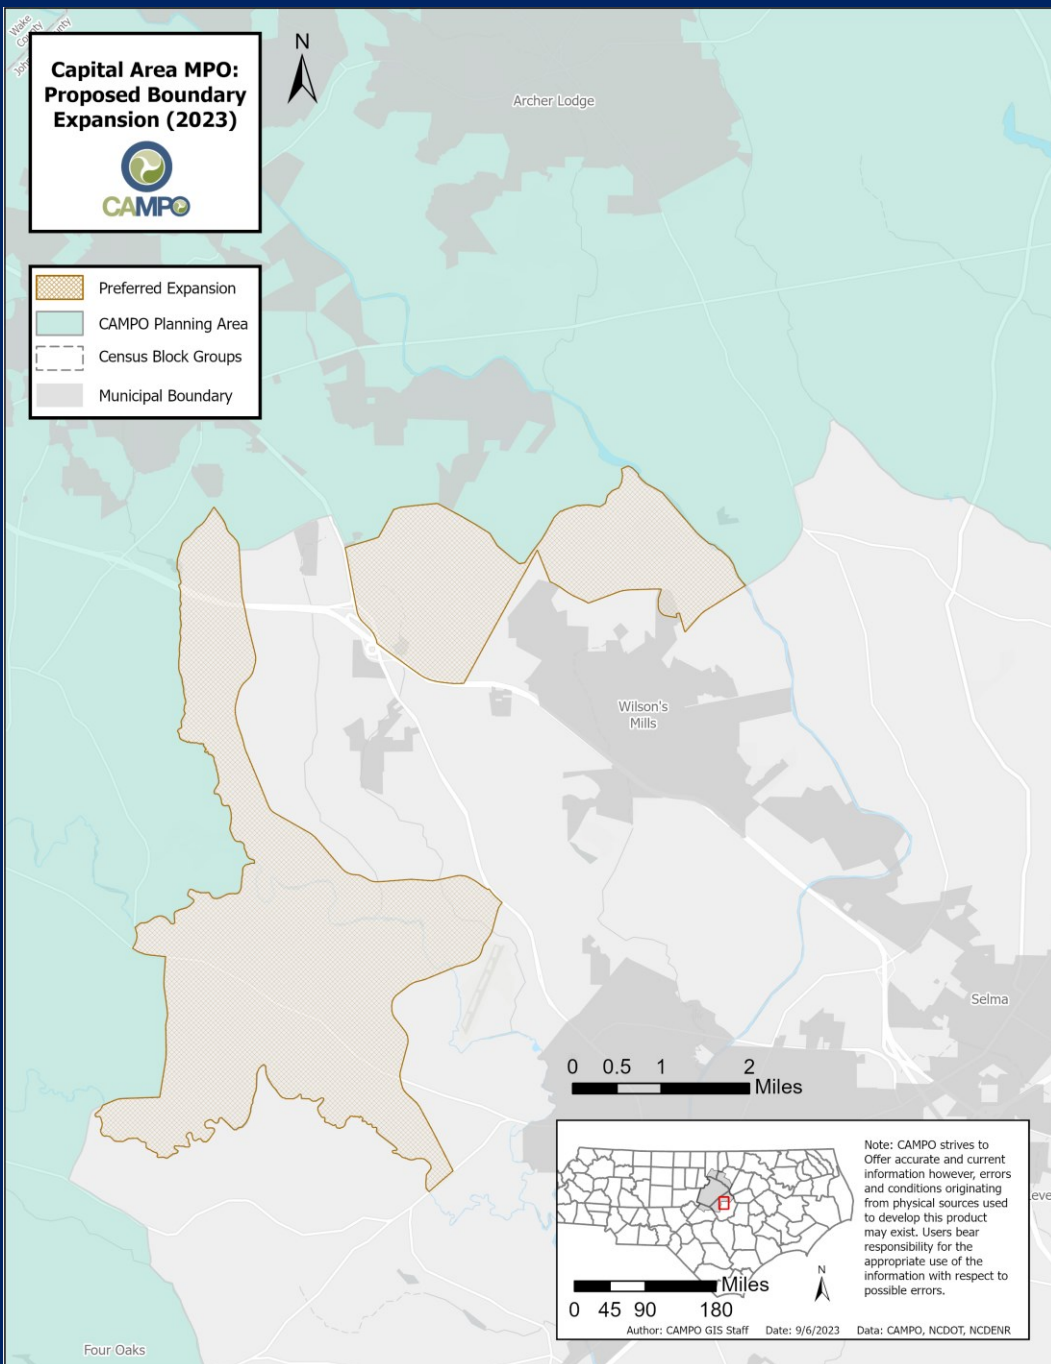 Wake
County
County
Capital Area MPO:
Proposed Boundary
Expansion (2023)
CAMPO
N
Archer Lodge
Preferred Expansion
CAMPO Planning Area
Census Block Groups
Municipal Boundary
Wilson's
Mills
Selma
0 0.5 1 2
Miles
Note: CAMPO strives to
Offer accurate and current
information however, errors
and conditions originating
from physical sources used
to develop this product
may exist. Users bear
responsibility for the
appropriate use of the
information with respect to
possible errors.
N
Miles
0 45 90 180
Author: CAMPO GIS Staff Date: 9/6/2023 Data: CAMPO, NCDOT, NCDENR
Four Oaks